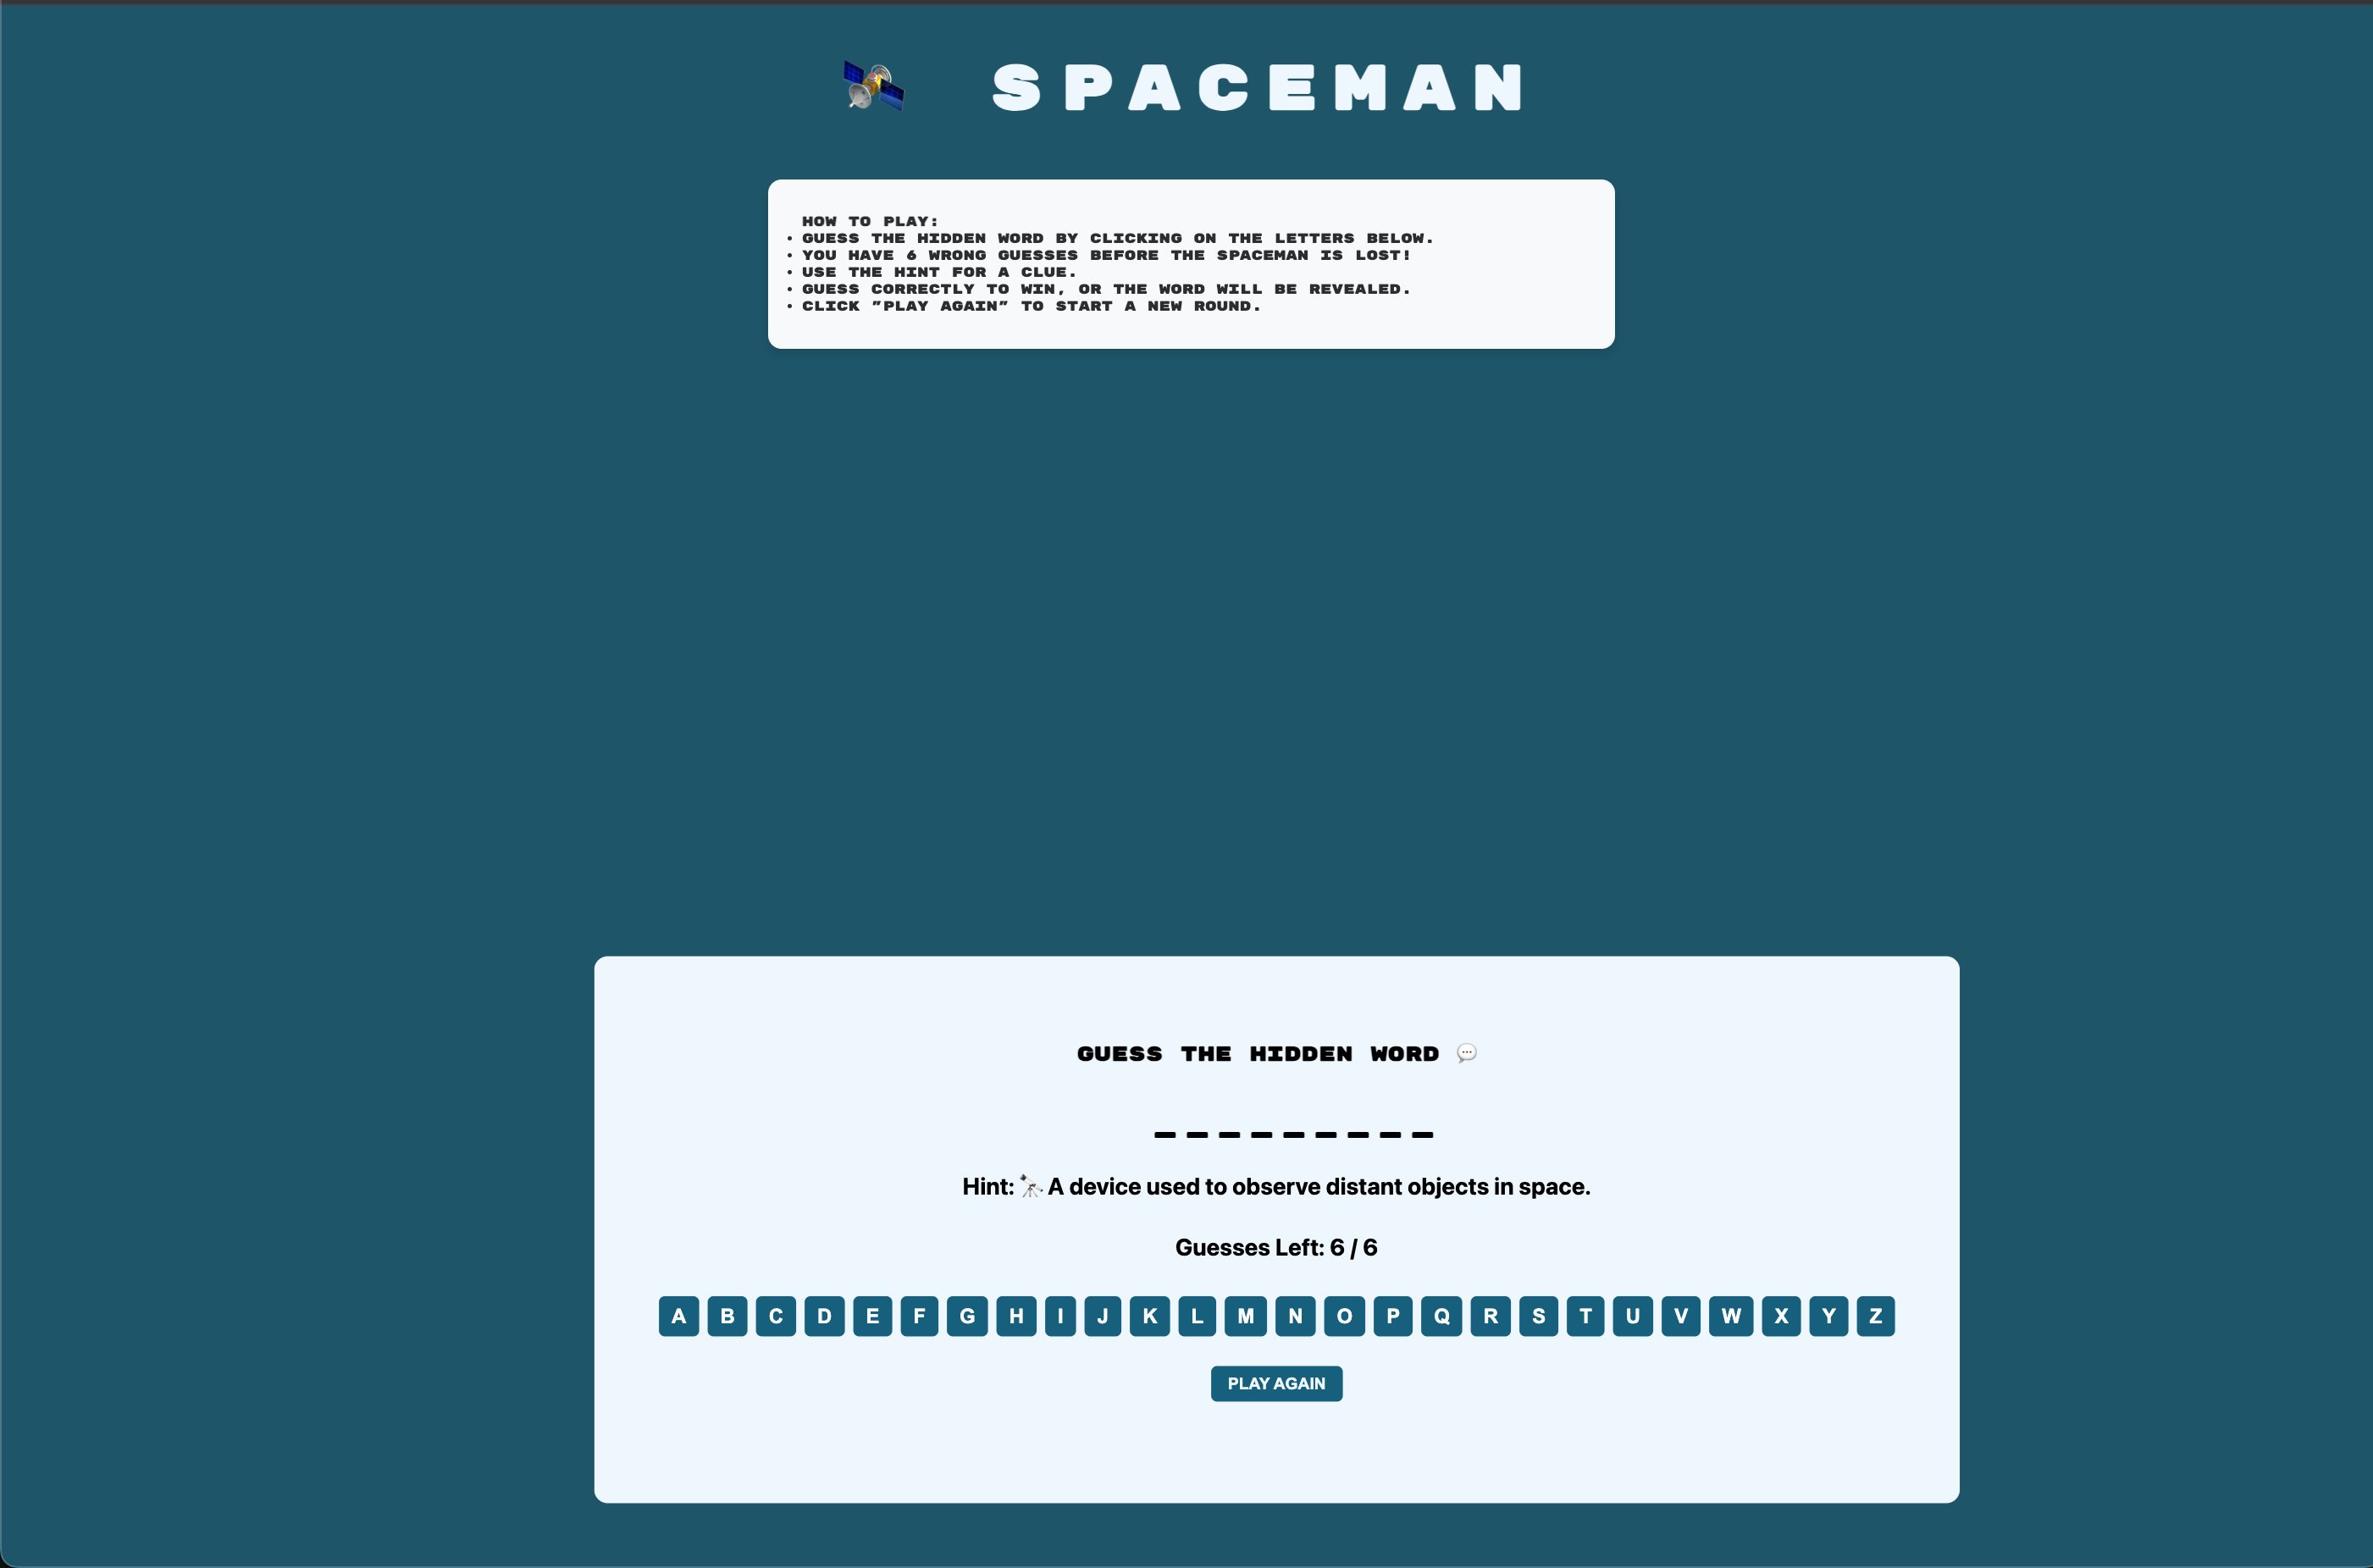 SPACEMAN
HOW TO PLAY:
• GUESS THE HIDDEN WORD BY CLICKING ON THE LETTERS BELOW.
• YOU HAVE 6 WRONG GUESSES BEFORE THE SPACEMAN IS LOST!
• USE THE HINT FOR A CLUE.
• GUESS CORRECTLY TO WIN, OR THE WORD WILL BE REVEALED.
• CLICK "PLAY AGAIN" TO START A NEW ROUND.
GUESS THE HIDDEN WORD 💬
_ _ _ _ _ _ _ _ _
Hint: 🔭 A device used to observe distant objects in space.
Guesses Left: 6 / 6
A B C D E F G H I J K L M N O P Q R S T U V W X Y Z
PLAY AGAIN